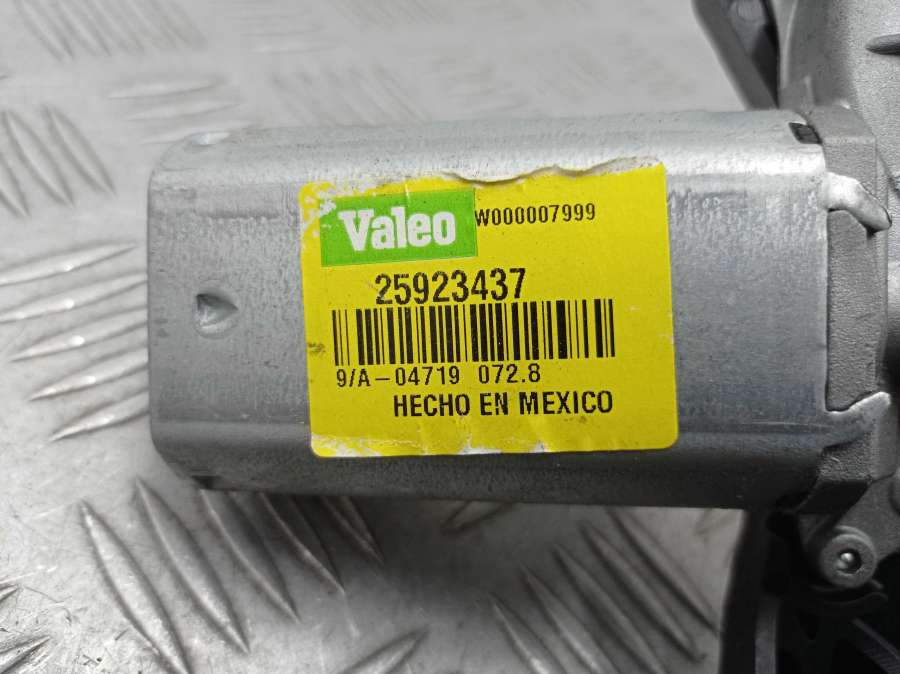 Valeo W000007999
25923437
9/A-04719 072.8
HECHO EN MEXICO